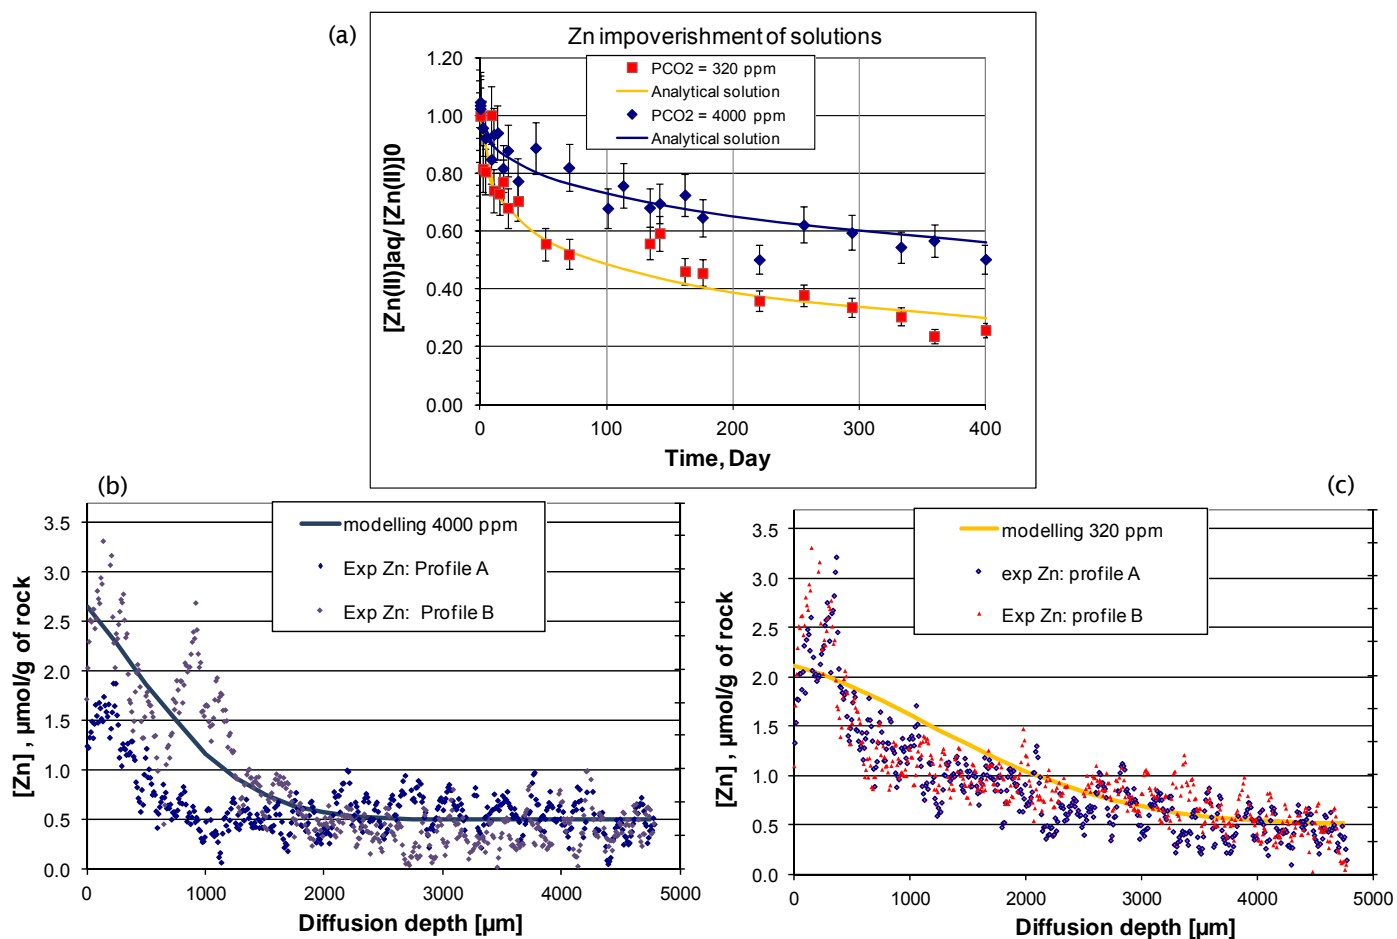 (a)
Zn impoverishment of solutions
PCO2 = 320 ppm
Analytical solution
PCO2 = 4000 ppm
Analytical solution
[Zn(II)]aq/ [Zn(II)]0
1.20
1.00
0.80
0.60
0.40
0.20
0.00
0 100 200 300 400
Time, Day
(b)
modelling 4000 ppm
Exp Zn: Profile A
Exp Zn: Profile B
[Zn] , µmol/g of rock
3.5
3.0
2.5
2.0
1.5
1.0
0.5
0.0
0 1000 2000 3000 4000 5000
Diffusion depth [µm]
(c)
modelling 320 ppm
exp Zn: profile A
Exp Zn: profile B
[Zn] , µmol/g of rock
3.5
3.0
2.5
2.0
1.5
1.0
0.5
0.0
0 1000 2000 3000 4000 5000
Diffusion depth [µm]